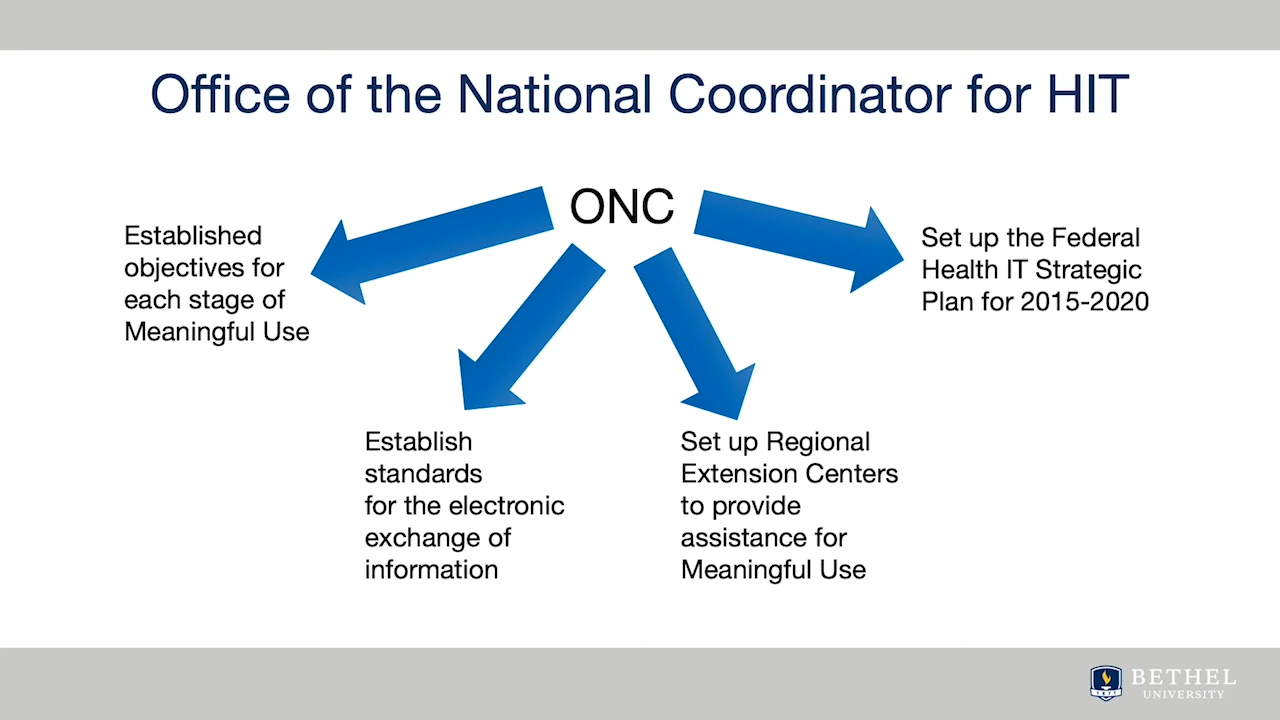 Office of the National Coordinator for HIT
ONC
Established
objectives for
each stage of
Meaningful Use
Establish
standards
for the electronic
exchange of
information
Set up Regional
Extension Centers
to provide
assistance for
Meaningful Use
Set up the Federal
Health IT Strategic
Plan for 2015-2020
BETHEL
UNIVERSITY